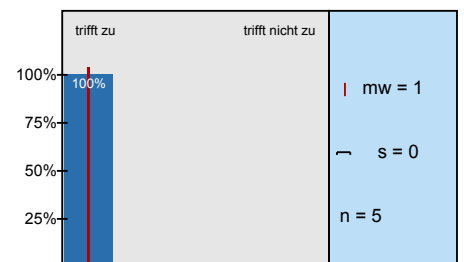 trifft zu trifft nicht zu
100%
100%
mw = 1
75%
50%
s = 0
25%
n = 5